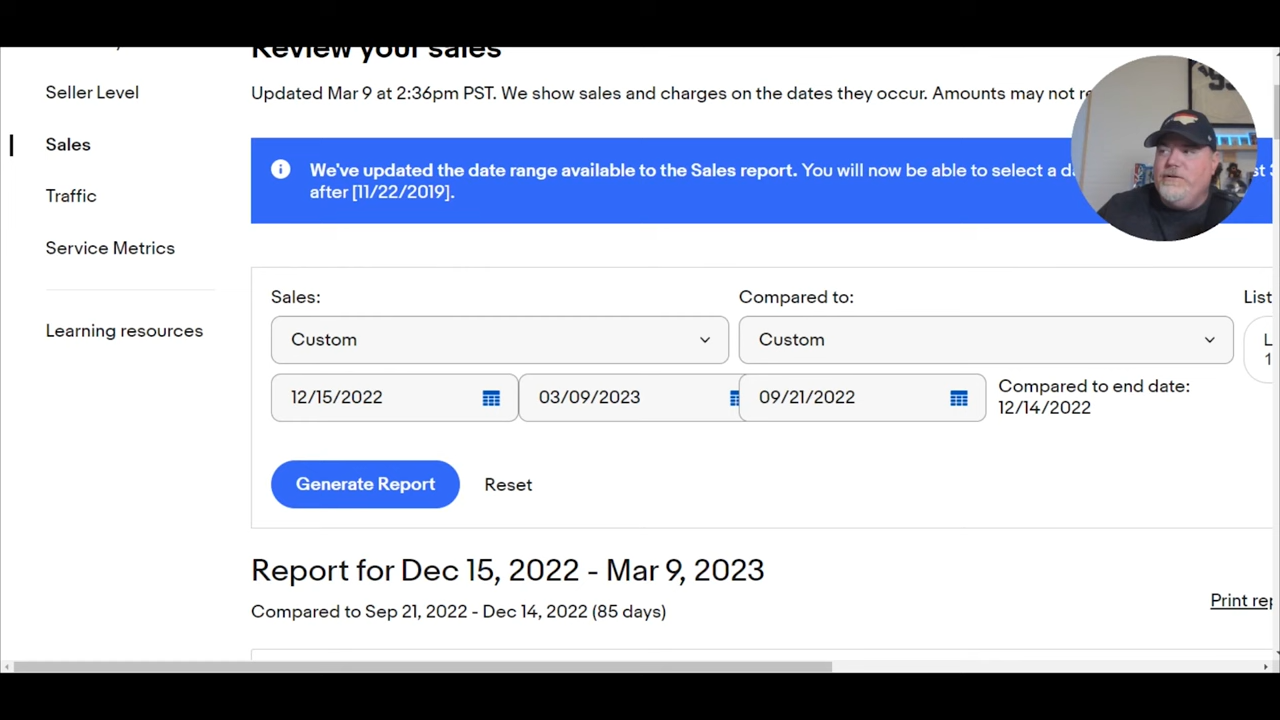 Review your sales
Seller Level
Updated Mar 9 at 2:36pm PST. We show sales and charges on the dates they occur. Amounts may not
Sales
We've updated the date range available to the Sales report. You will now be able to select a
after [11/22/2019].
Traffic
Service Metrics
Learning resources
Sales:
Compared to:
List
Custom
Custom
L
1
12/15/2022
03/09/2023
09/21/2022
Compared to end date:
12/14/2022
Generate Report
Reset
Report for Dec 15, 2022 - Mar 9, 2023
Compared to Sep 21, 2022 - Dec 14, 2022 (85 days)
Print rep